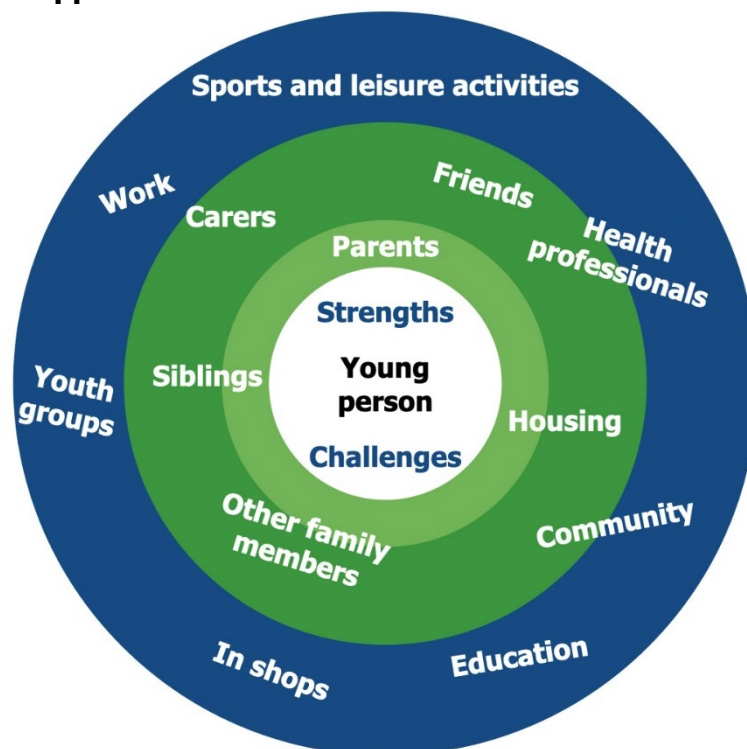 Sports and leisure activities
Work
Friends
Carers
Health
professionals
Parents
Strengths
Young
person
Siblings
Youth
groups
Housing
Challenges
Other family
members
Community
In shops
Education